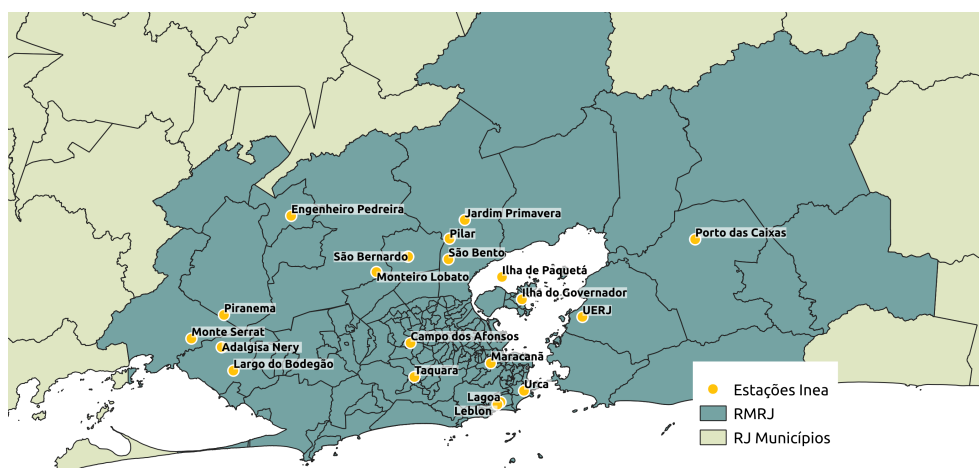 Engenheiro Pedreira
Jardim Primavera
Pilar
Porto das Caixas
São Bernardo
São Bento
Monteiro Lobato
Ilha de Paquetá
Ilha do Governador
Piranema
UERJ
Monte Serrat
Campo dos Afonsos
Adalgisa Nery
Maracanã
Largo do Bodegão
Taquara
Urca
Lagoa
Leblon
Estações Inea
RMRJ
RJ Municípios